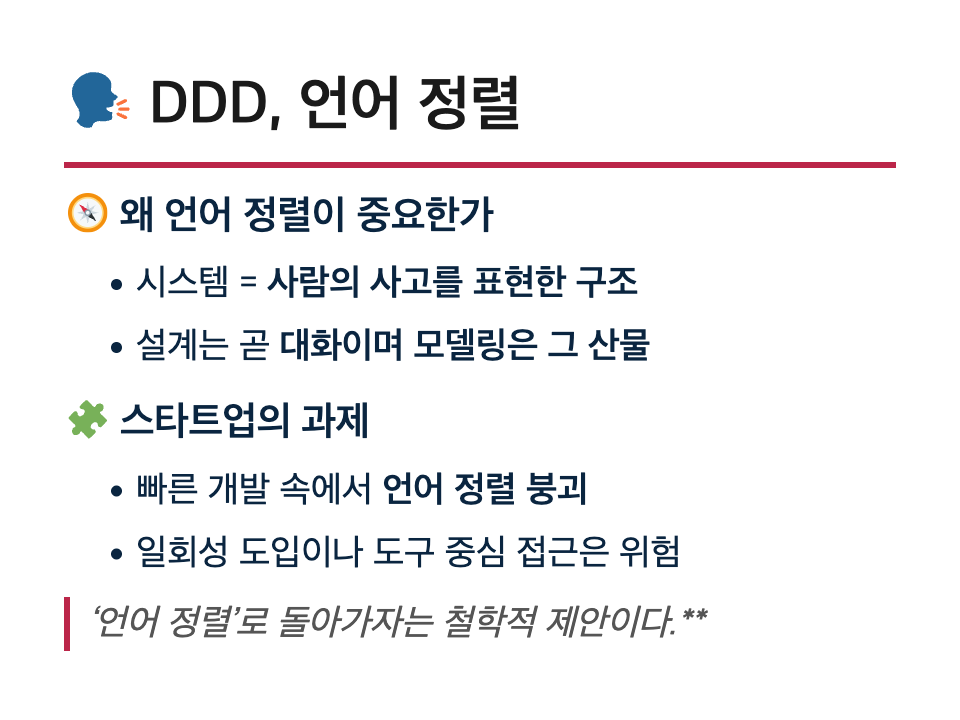 🗣️ DDD, 언어 정렬
🧭 왜 언어 정렬이 중요한가
• 시스템 = 사람의 사고를 표현한 구조
• 설계는 곧 대화이며 모델링은 그 산물
🧩 스타트업의 과제
• 빠른 개발 속에서 언어 정렬 붕괴
• 일회성 도입이나 도구 중심 접근은 위험
‘언어 정렬’로 돌아가자는 철학적 제안이다.**